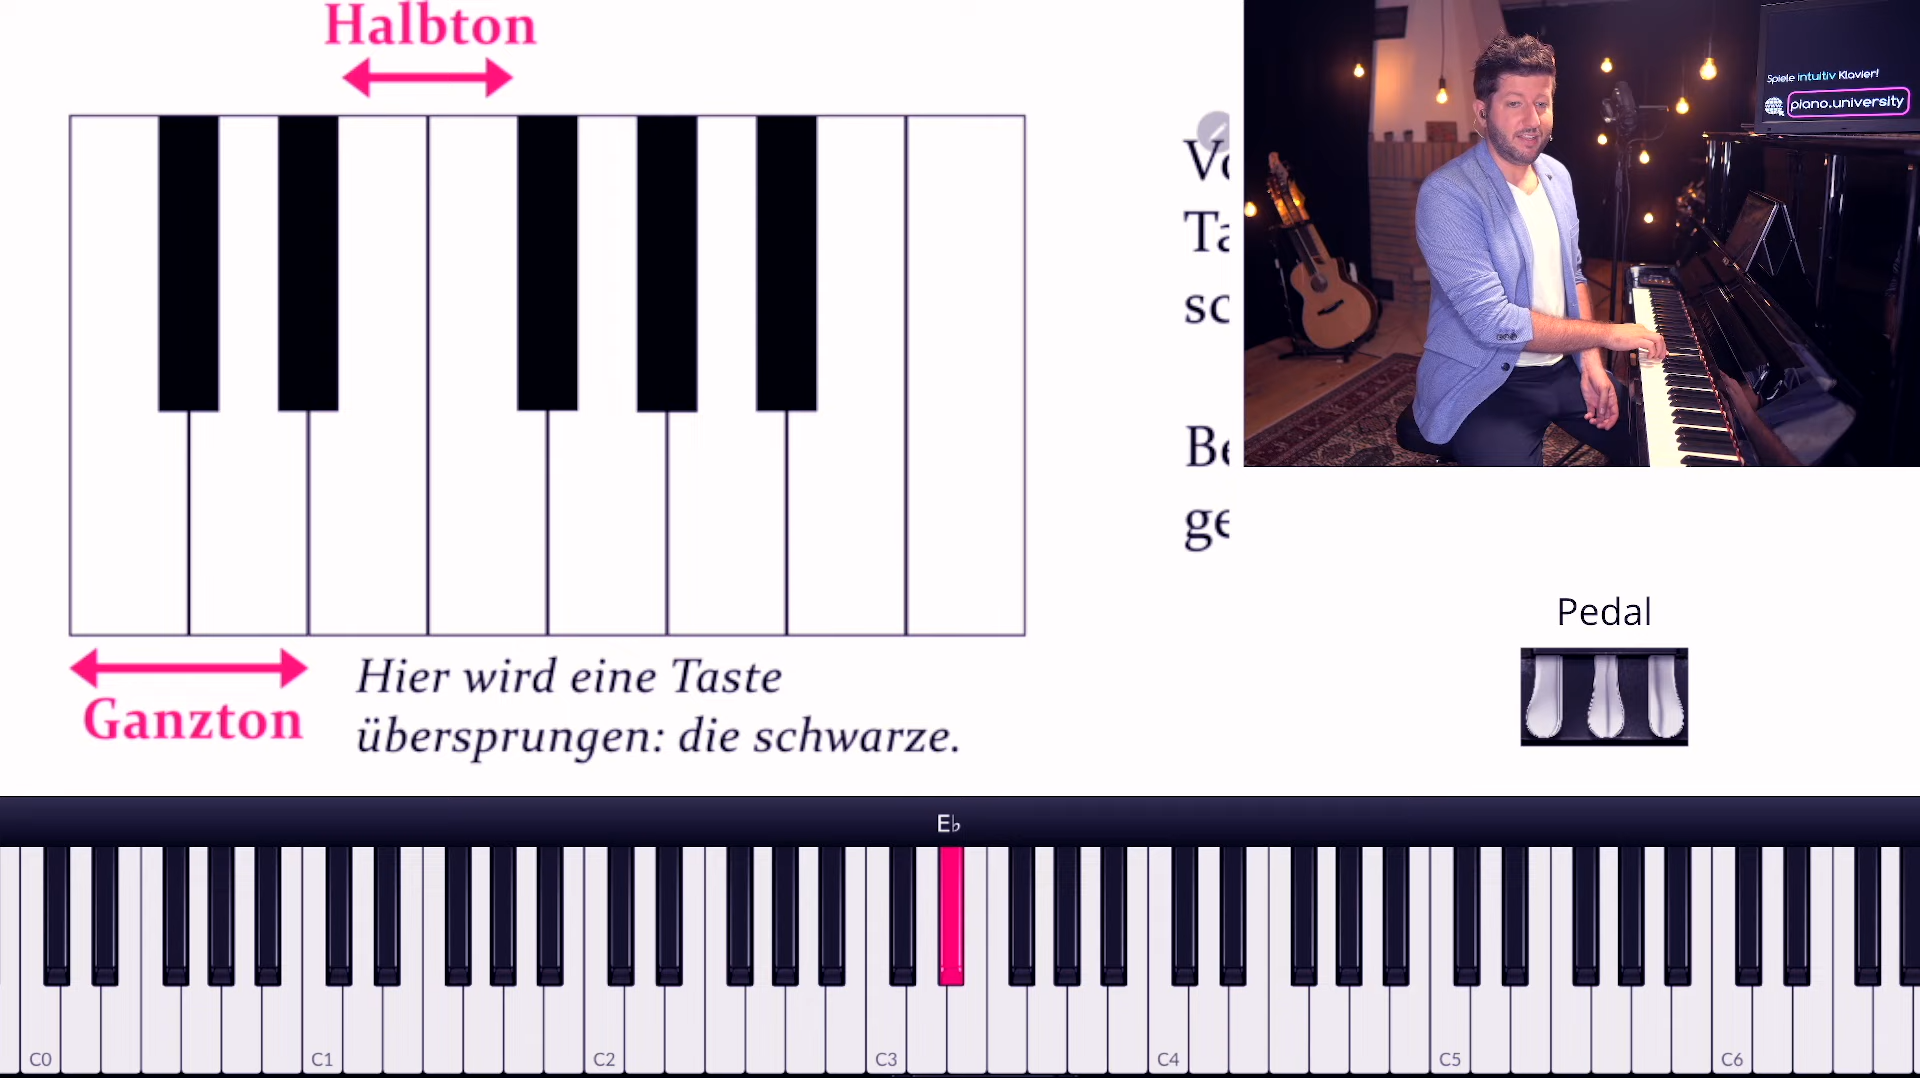 Halbton
Ganzton
Hier wird eine Taste
übersprungen: die schwarze.
Spiele intuitiv Klavier!
piano.university
Pedal
E♭
C0 C1 C2 C3 C4 C5 C6